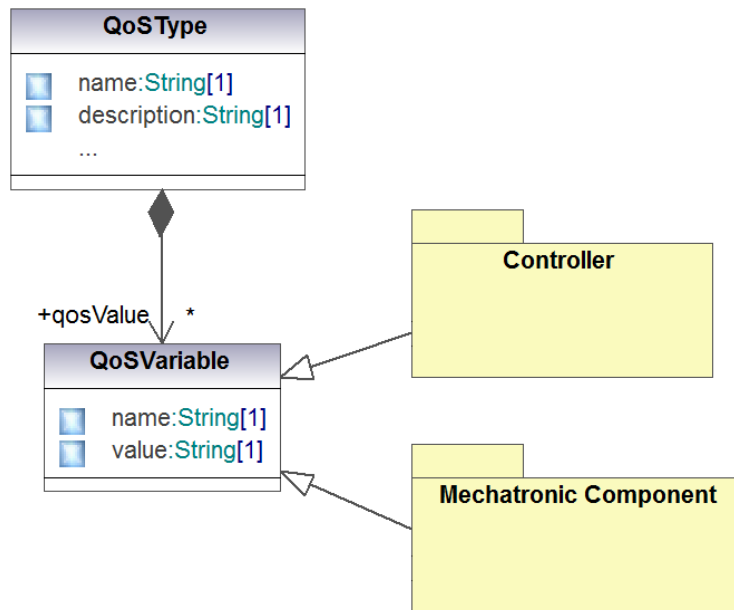 QoSType
name:String[1]
description:String[1]
...
Controller
+qosValue *
QoSVariable
name:String[1]
value:String[1]
Mechatronic Component